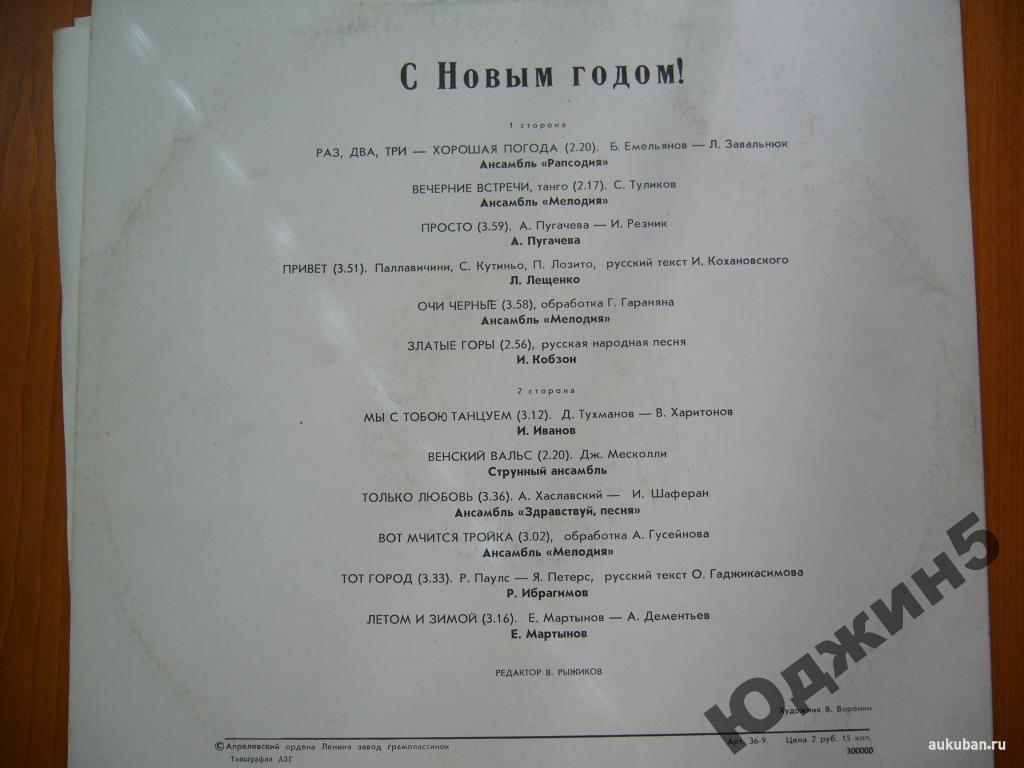 С Новым годом!
1 сторона
РАЗ, ДВА, ТРИ — ХОРОШАЯ ПОГОДА (2.20). Б. Емельянов — Л. Завальнюк
Ансамбль «Рапсодия»
ВЕЧЕРНИЕ ВСТРЕЧИ, танго (2.17). С. Туликов
Ансамбль «Мелодия»
ПРОСТО (3.59). А. Пугачева — И. Резник
А. Пугачева
ПРИВЕТ (3.51). Паллавичини, С. Кутиньо, П. Лозито, русский текст И. Кохановского
Л. Лещенко
ОЧИ ЧЕРНЫЕ (3.58), обработка Г. Гараняна
Ансамбль «Мелодия»
ЗЛАТЫЕ ГОРЫ (2.56), русская народная песня
И. Кобзон
2 сторона
МЫ С ТОБОЮ ТАНЦУЕМ (3.12). Д. Тухманов — В. Харитонов
И. Иванов
ВЕНСКИЙ ВАЛЬС (2.20). Дж. Месколли
Струнный ансамбль
ТОЛЬКО ЛЮБОВЬ (3.36). А. Хаславский — И. Шаферан
Ансамбль «Здравствуй, песня»
ВОТ МЧИТСЯ ТРОЙКА (3.02), обработка А. Гусейнова
Ансамбль «Мелодия»
ТОТ ГОРОД (3.33). Р. Паулс — Я. Петерс, русский текст О. Гаджикасимова
Р. Ибрагимов
ЛЕТОМ И ЗИМОЙ (3.16). Е. Мартынов — А. Дементьев
Е. Мартынов
РЕДАКТОР В. РЫЖИКОВ
Художник В. Воронин
© Апрелевский ордена Ленина завод грампластинок
Типография АЗГ
Арт. 36-9. Цена 2 руб. 15 коп.
300000
ЮДЖИН5
aukuban.ru